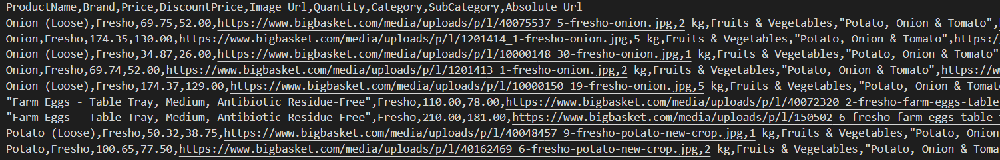 ProductName,Brand,Price,DiscountPrice,Image_Url,Quantity,Category,SubCategory,Absolute_Url
Onion (Loose),Fresho,69.75,52.00,https://www.bigbasket.com/media/uploads/p/l/40075537_5-fresho-onion.jpg,2 kg,Fruits & Vegetables,"Potato, Onion & Tomato",
Onion,Fresho,174.35,130.00,https://www.bigbasket.com/media/uploads/p/l/1201414_1-fresho-onion.jpg,5 kg,Fruits & Vegetables,"Potato, Onion & Tomato",https:/
Onion (Loose),Fresho,34.87,26.00,https://www.bigbasket.com/media/uploads/p/l/10000148_30-fresho-onion.jpg,1 kg,Fruits & Vegetables,"Potato, Onion & Tomato"
Onion,Fresho,69.74,52.00,https://www.bigbasket.com/media/uploads/p/l/1201413_1-fresho-onion.jpg,2 kg,Fruits & Vegetables,"Potato, Onion & Tomato",https://w
Onion (Loose),Fresho,174.37,129.00,https://www.bigbasket.com/media/uploads/p/l/10000150_19-fresho-onion.jpg,5 kg,Fruits & Vegetables,"Potato, Onion & Toma
"Farm Eggs - Table Tray, Medium, Antibiotic Residue-Free",Fresho,110.00,78.00,https://www.bigbasket.com/media/uploads/p/l/40072320_2-fresho-farm-eggs-table
"Farm Eggs - Table Tray, Medium, Antibiotic Residue-Free",Fresho,210.00,181.00,https://www.bigbasket.com/media/uploads/p/l/150502_6-fresho-farm-eggs-table-
Potato (Loose),Fresho,50.32,38.75,https://www.bigbasket.com/media/uploads/p/l/40048457_9-fresho-potato-new-crop.jpg,1 kg,Fruits & Vegetables,"Potato, Onion
Potato,Fresho,100.65,77.50,https://www.bigbasket.com/media/uploads/p/l/40162469_6-fresho-potato-new-crop.jpg,2 kg,Fruits & Vegetables,"Potato, Onion & Toma